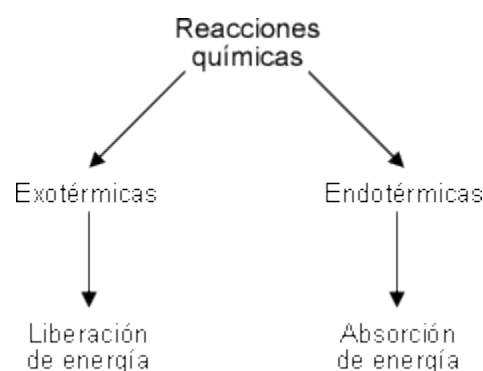 Reacciones
químicas
Exotérmicas
Endotérmicas
Liberación
de energía
Absorción
de energía